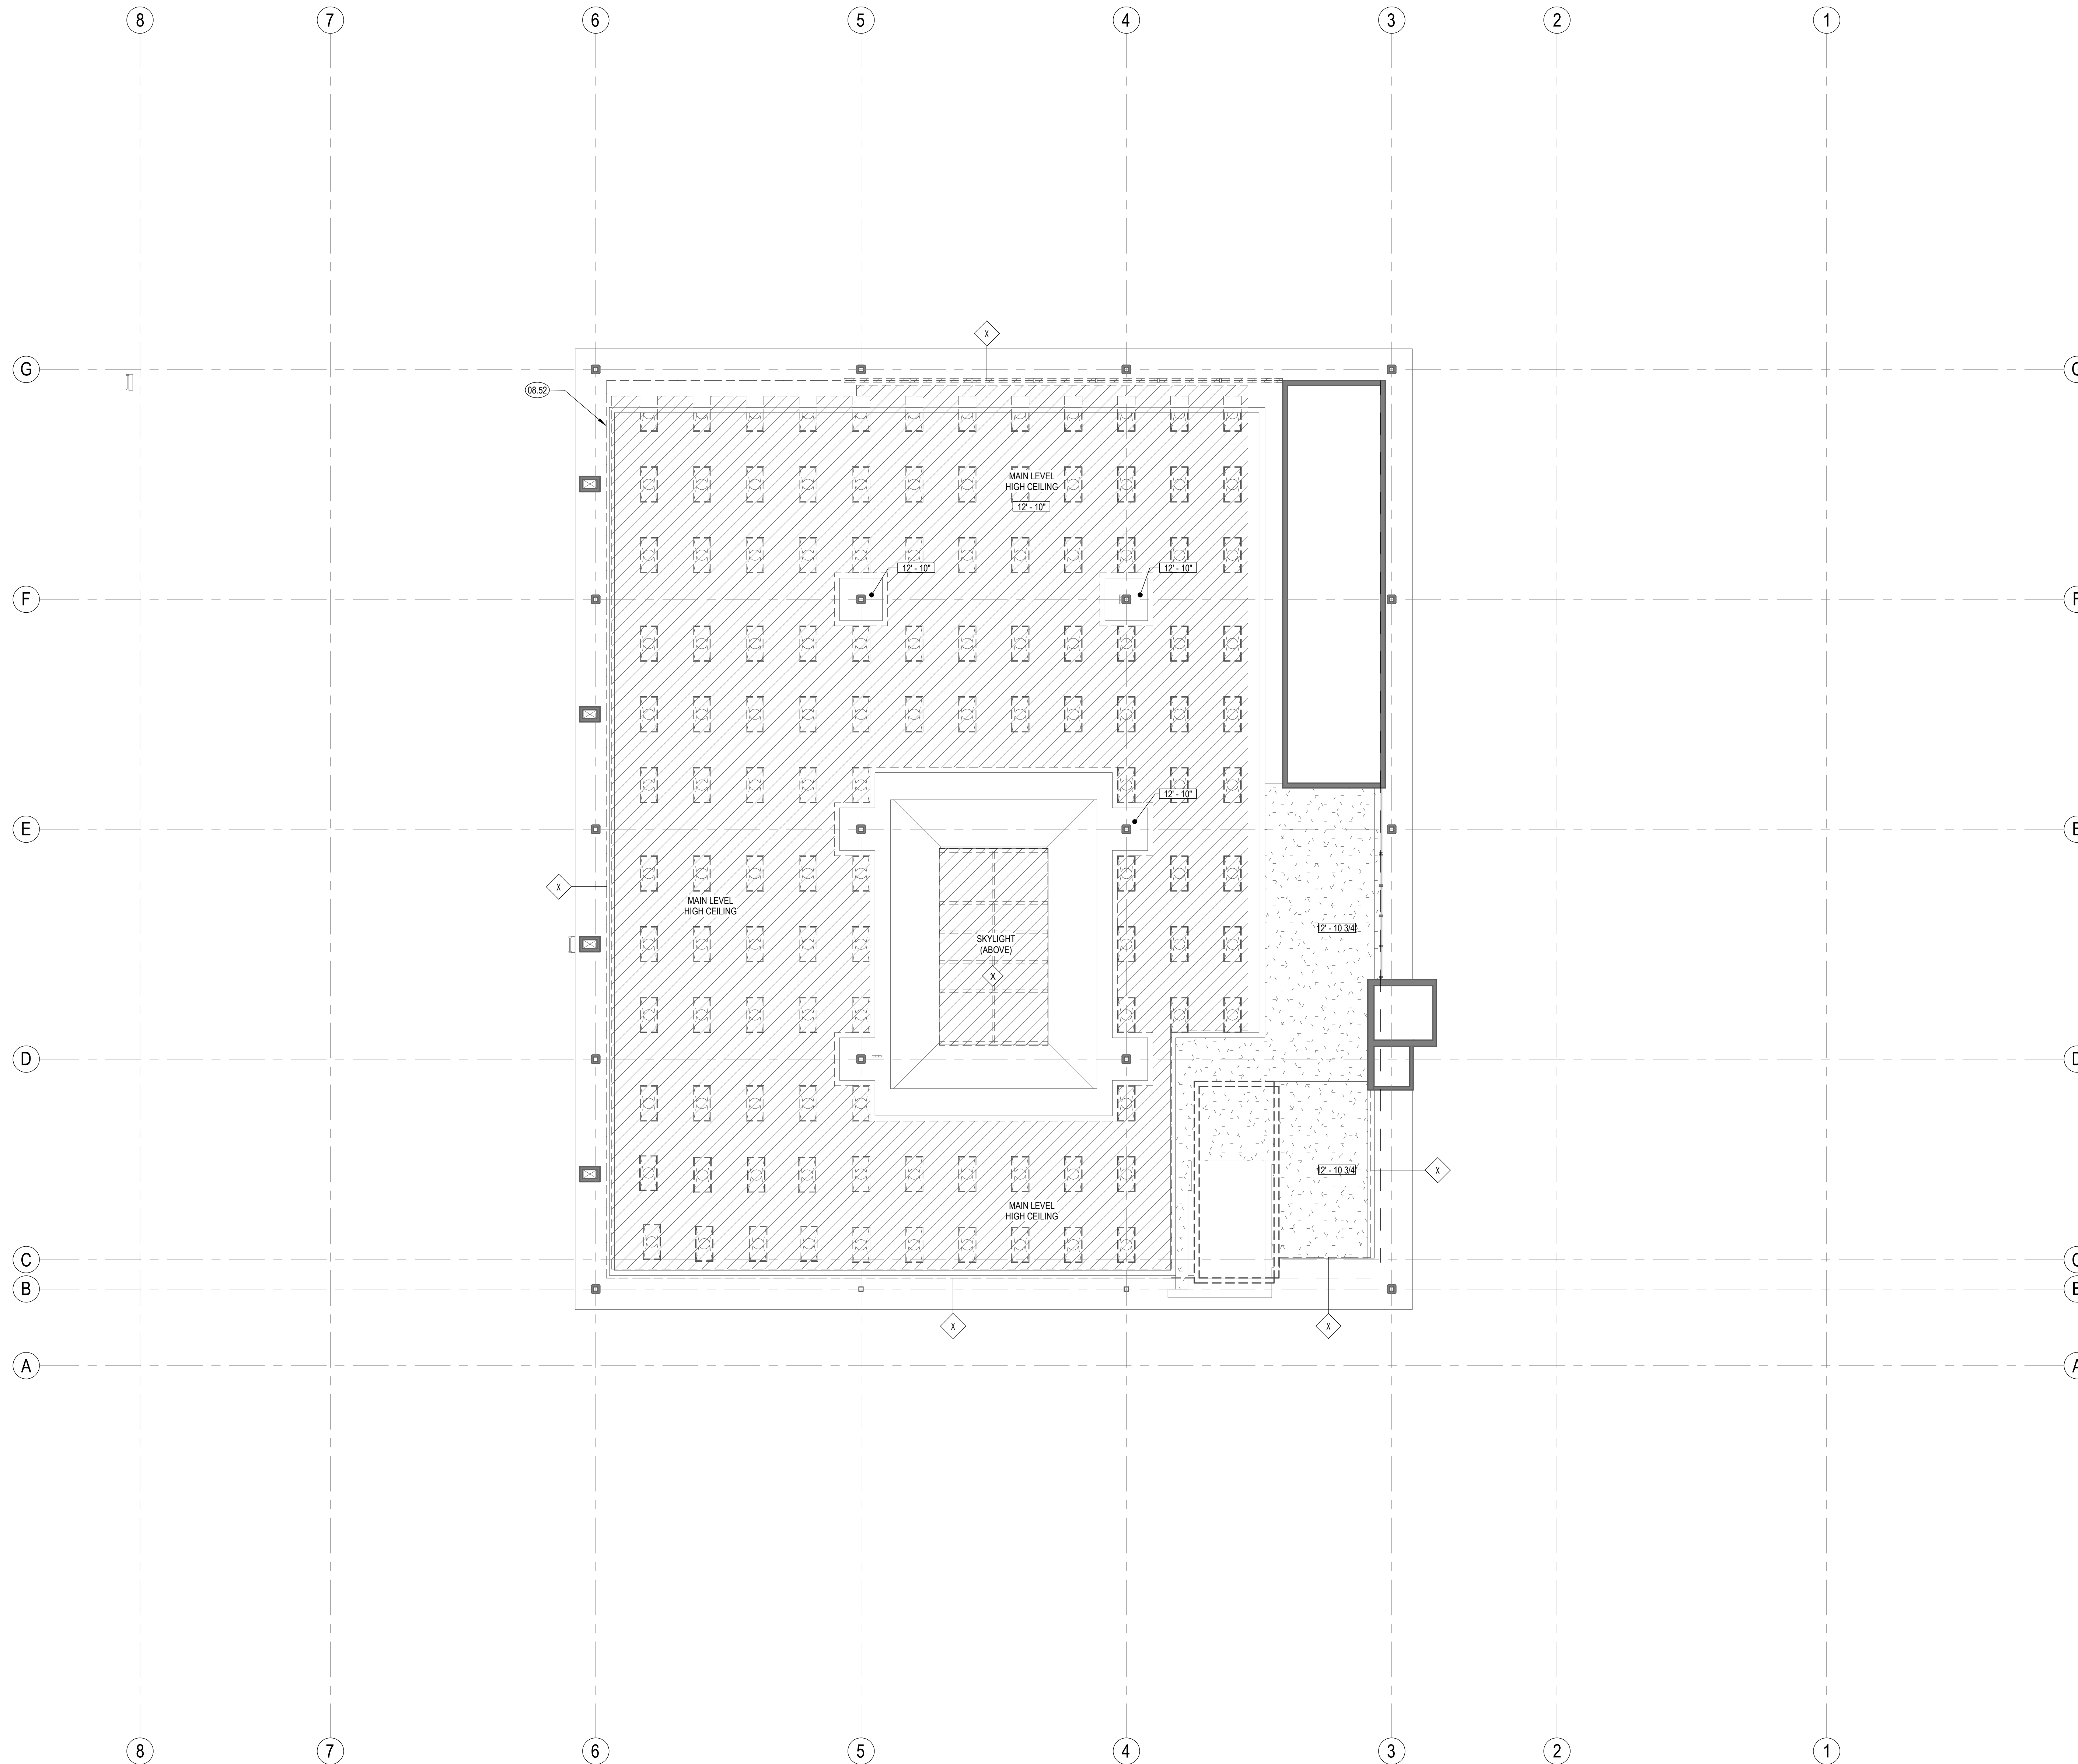 8 7 6 5 4 3 2 1
X
G G
08.52
MAIN LEVEL
HIGH CEILING
12' - 10"
12' - 10" 12' - 10"
F F
12' - 10"
E E
X
MAIN LEVEL
HIGH CEILING
12' - 10 3/4"
SKYLIGHT
(ABOVE)
X
D D
12' - 10 3/4"
X
MAIN LEVEL
HIGH CEILING
C C
B B
X X
A A
8 7 6 5 4 3 2 1